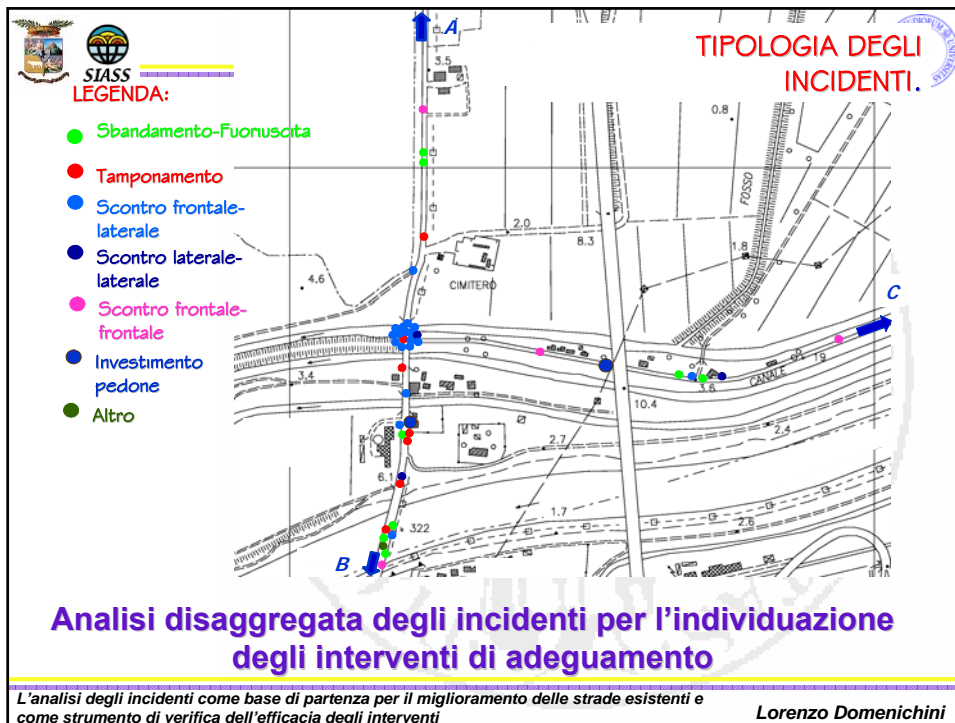 SIASS
TIPOLOGIA DEGLI
INCIDENTI.
LEGENDA:
Sbandamento-Fuoriuscita
Tamponamento
Scontro frontale-
laterale
Scontro laterale-
laterale
Scontro frontale-
frontale
Investimento
pedone
Altro
A
3.5
0.8
FOSSO
2.0
8.3
1.8
4.6
CIMITERO
C
19
CANALE
3.6
3.4
10.4
2.4
2.7
6.1
1.7
2.6
322
B
Analisi disaggregata degli incidenti per l'individuazione
degli interventi di adeguamento
L'analisi degli incidenti come base di partenza per il miglioramento delle strade esistenti e
come strumento di verifica dell'efficacia degli interventi
Lorenzo Domenichini